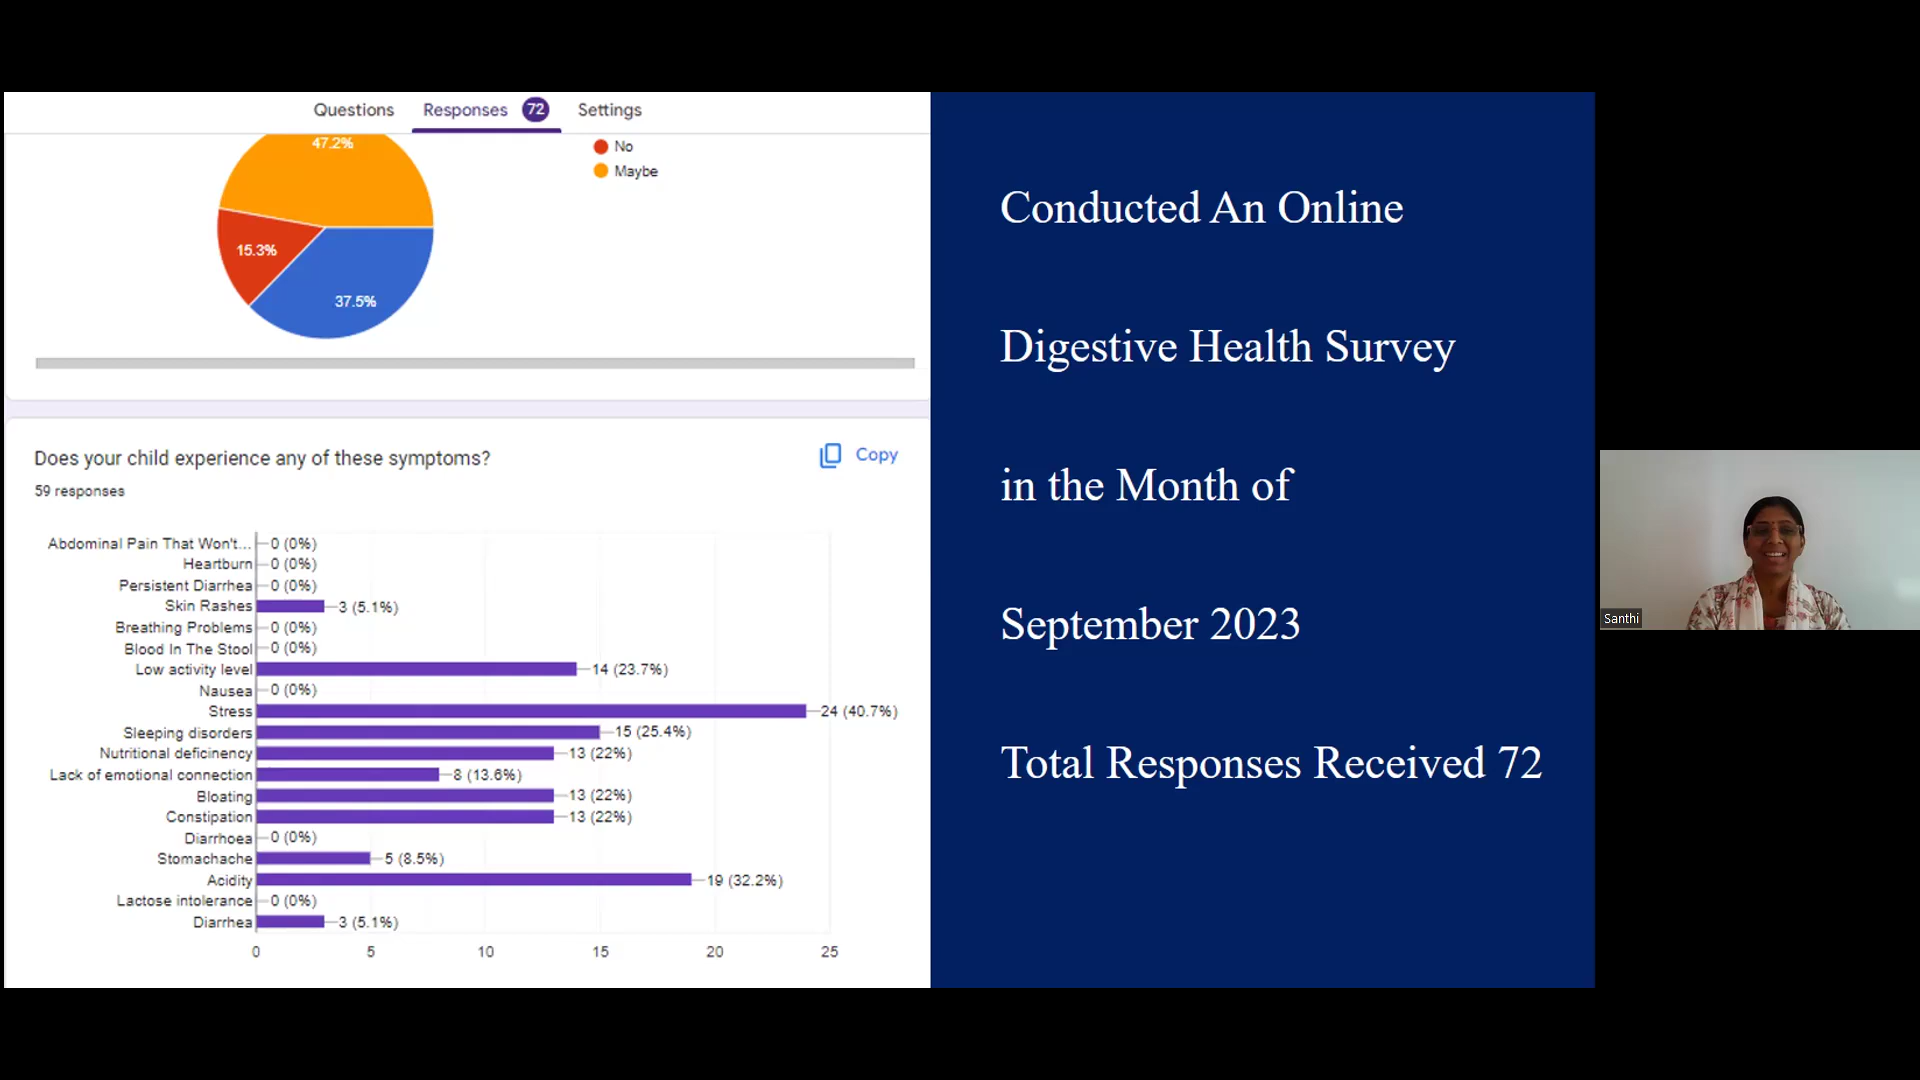 Questions Responses 72 Settings
47.2%
15.3%
37.5%
No
Maybe
Does your child experience any of these symptoms?
Copy
59 responses
Abdominal Pain That Won't... 0 (0%)
Heartburn 0 (0%)
Persistent Diarrhea 0 (0%)
Skin Rashes 3 (5.1%)
Breathing Problems 0 (0%)
Blood In The Stool 0 (0%)
Low activity level 14 (23.7%)
Nausea 0 (0%)
Stress 24 (40.7%)
Sleeping disorders 15 (25.4%)
Nutritional deficinency 13 (22%)
Lack of emotional connection 8 (13.6%)
Bloating 13 (22%)
Constipation 13 (22%)
Diarrhoea 0 (0%)
Stomachache 5 (8.5%)
Acidity 19 (32.2%)
Lactose intolerance 0 (0%)
Diarrhea 3 (5.1%)
0 5 10 15 20 25
Conducted An Online
Digestive Health Survey
in the Month of
September 2023
Total Responses Received 72
Santhi